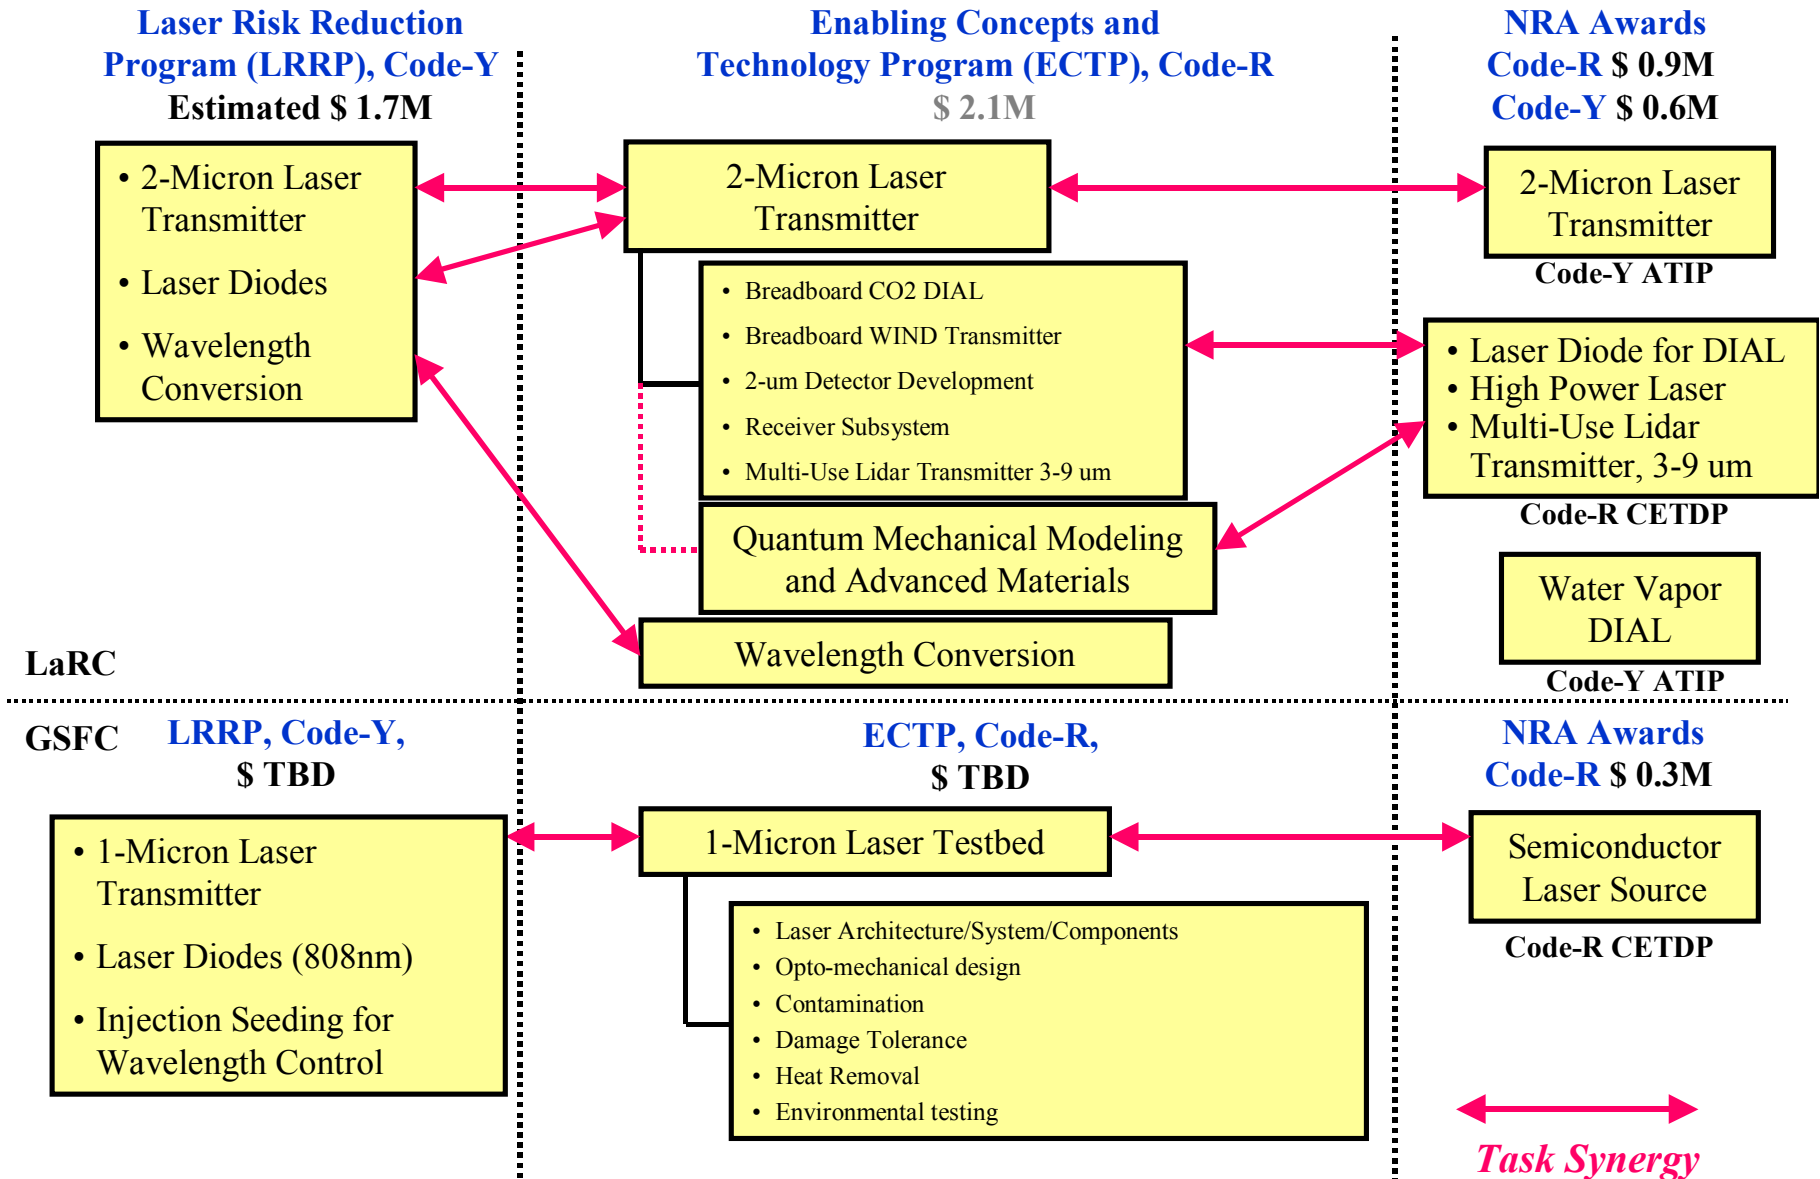 Laser Risk Reduction
Program (LRRP), Code-Y
Estimated $ 1.7M
Enabling Concepts and
Technology Program (ECTP), Code-R
$ 2.1M
NRA Awards
Code-R $ 0.9M
Code-Y $ 0.6M
• 2-Micron Laser
Transmitter
• Laser Diodes
• Wavelength
Conversion
2-Micron Laser
Transmitter
• Breadboard CO2 DIAL
• Breadboard WIND Transmitter
• 2-um Detector Development
• Receiver Subsystem
• Multi-Use Lidar Transmitter 3-9 um
Quantum Mechanical Modeling
and Advanced Materials
Wavelength Conversion
2-Micron Laser
Transmitter
Code-Y ATIP
• Laser Diode for DIAL
• High Power Laser
• Multi-Use Lidar
Transmitter, 3-9 um
Code-R CETDP
Water Vapor
DIAL
Code-Y ATIP
LaRC
GSFC
LRRP, Code-Y,
$ TBD
ECTP, Code-R,
$ TBD
NRA Awards
Code-R $ 0.3M
• 1-Micron Laser
Transmitter
• Laser Diodes (808nm)
• Injection Seeding for
Wavelength Control
1-Micron Laser Testbed
• Laser Architecture/System/Components
• Opto-mechanical design
• Contamination
• Damage Tolerance
• Heat Removal
• Environmental testing
Semiconductor
Laser Source
Code-R CETDP
Task Synergy